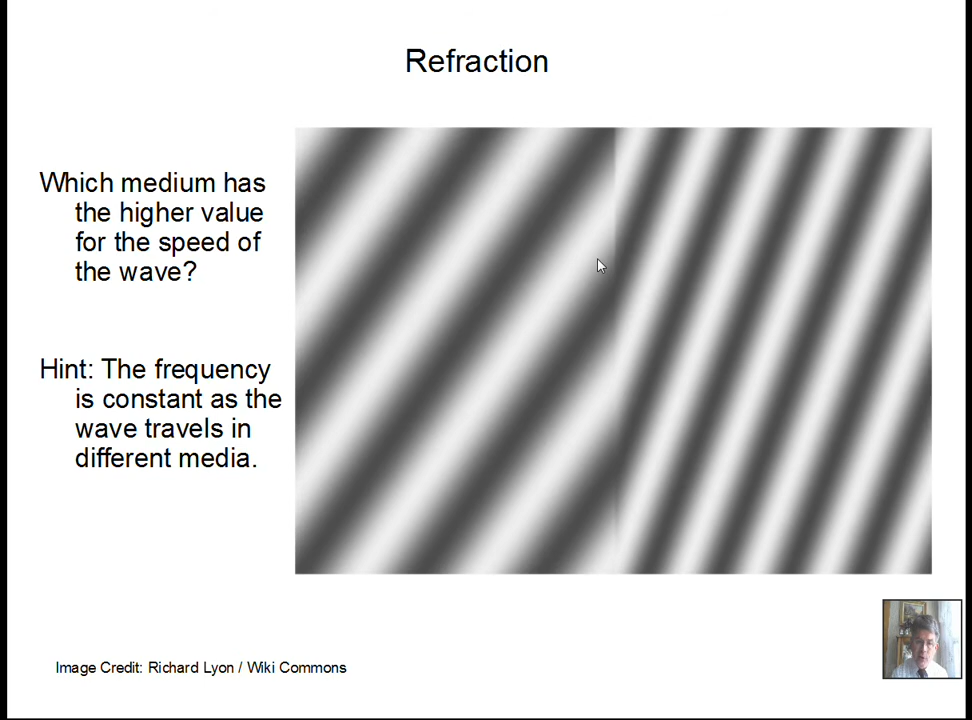 Refraction
Which medium has
the higher value
for the speed of
the wave?
Hint: The frequency
is constant as the
wave travels in
different media.
Image Credit: Richard Lyon / Wiki Commons